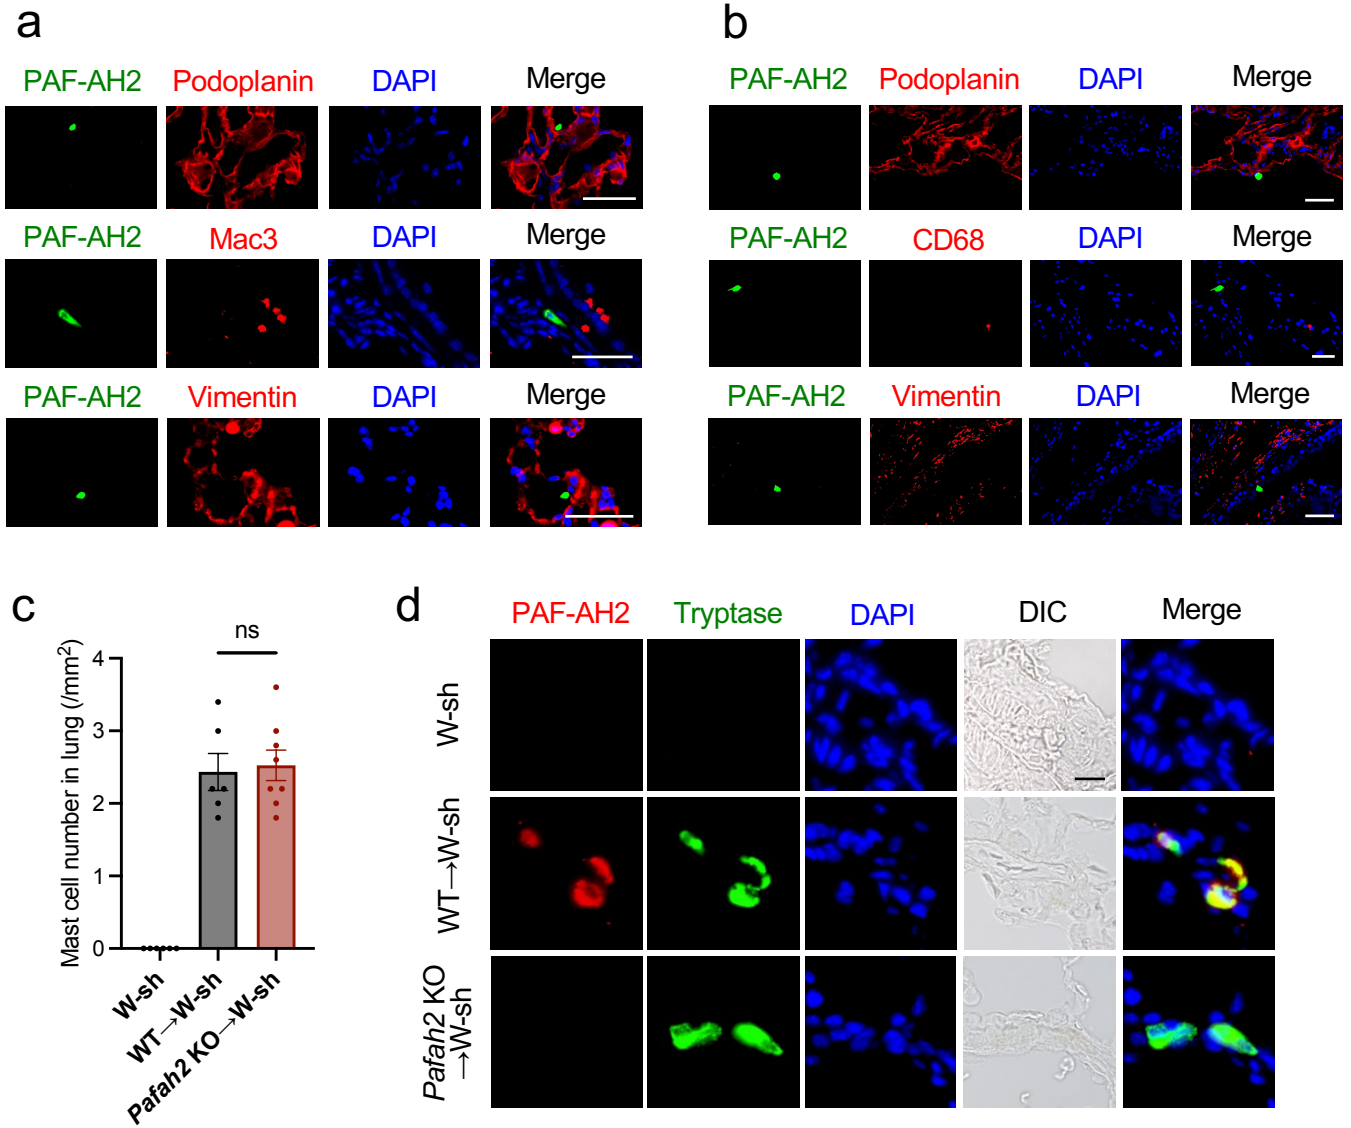 a
PAF-AH2 Podoplanin DAPI Merge
PAF-AH2 Mac3 DAPI Merge
PAF-AH2 Vimentin DAPI Merge
b
PAF-AH2 Podoplanin DAPI Merge
PAF-AH2 CD68 DAPI Merge
PAF-AH2 Vimentin DAPI Merge
c
ns
Mast cell number in lung (/mm²)
4
3
2
1
0
W-sh
WT→W-sh
Pafah2 KO→W-sh
d
PAF-AH2 Tryptase DAPI DIC Merge
W-sh
WT→W-sh
Pafah2 KO
→W-sh